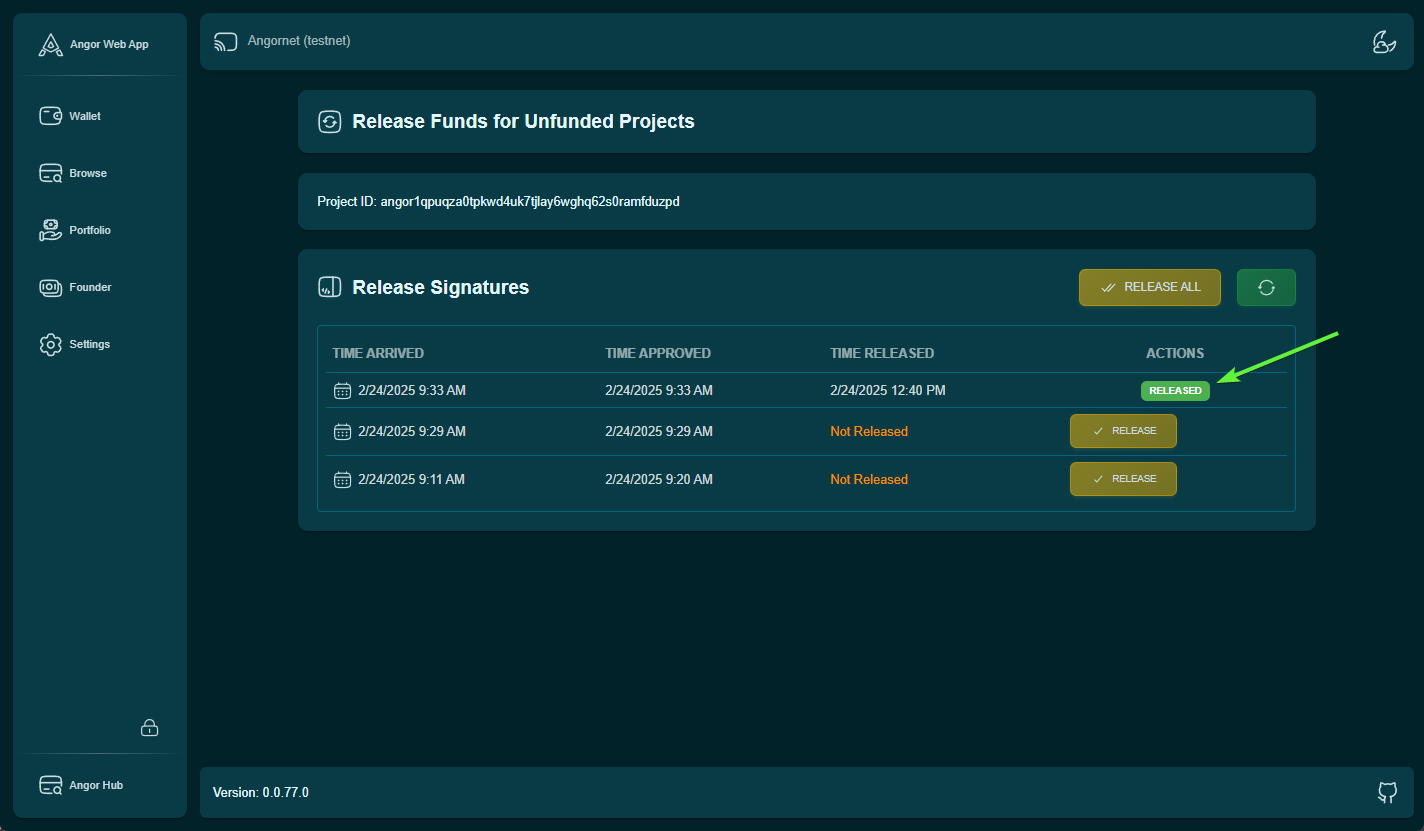 Angor Web App
Angornet (testnet)
Wallet
Browse
Portfolio
Founder
Settings
Angor Hub
Release Funds for Unfunded Projects
Project ID: angor1qpuqza0tpkwd4uk7tjlay6wghq62s0ramfduzpd
Release Signatures
RELEASE ALL
TIME ARRIVED TIME APPROVED TIME RELEASED ACTIONS
2/24/2025 9:33 AM 2/24/2025 9:33 AM 2/24/2025 12:40 PM RELEASED
2/24/2025 9:29 AM 2/24/2025 9:29 AM Not Released RELEASE
2/24/2025 9:11 AM 2/24/2025 9:20 AM Not Released RELEASE
Version: 0.0.77.0